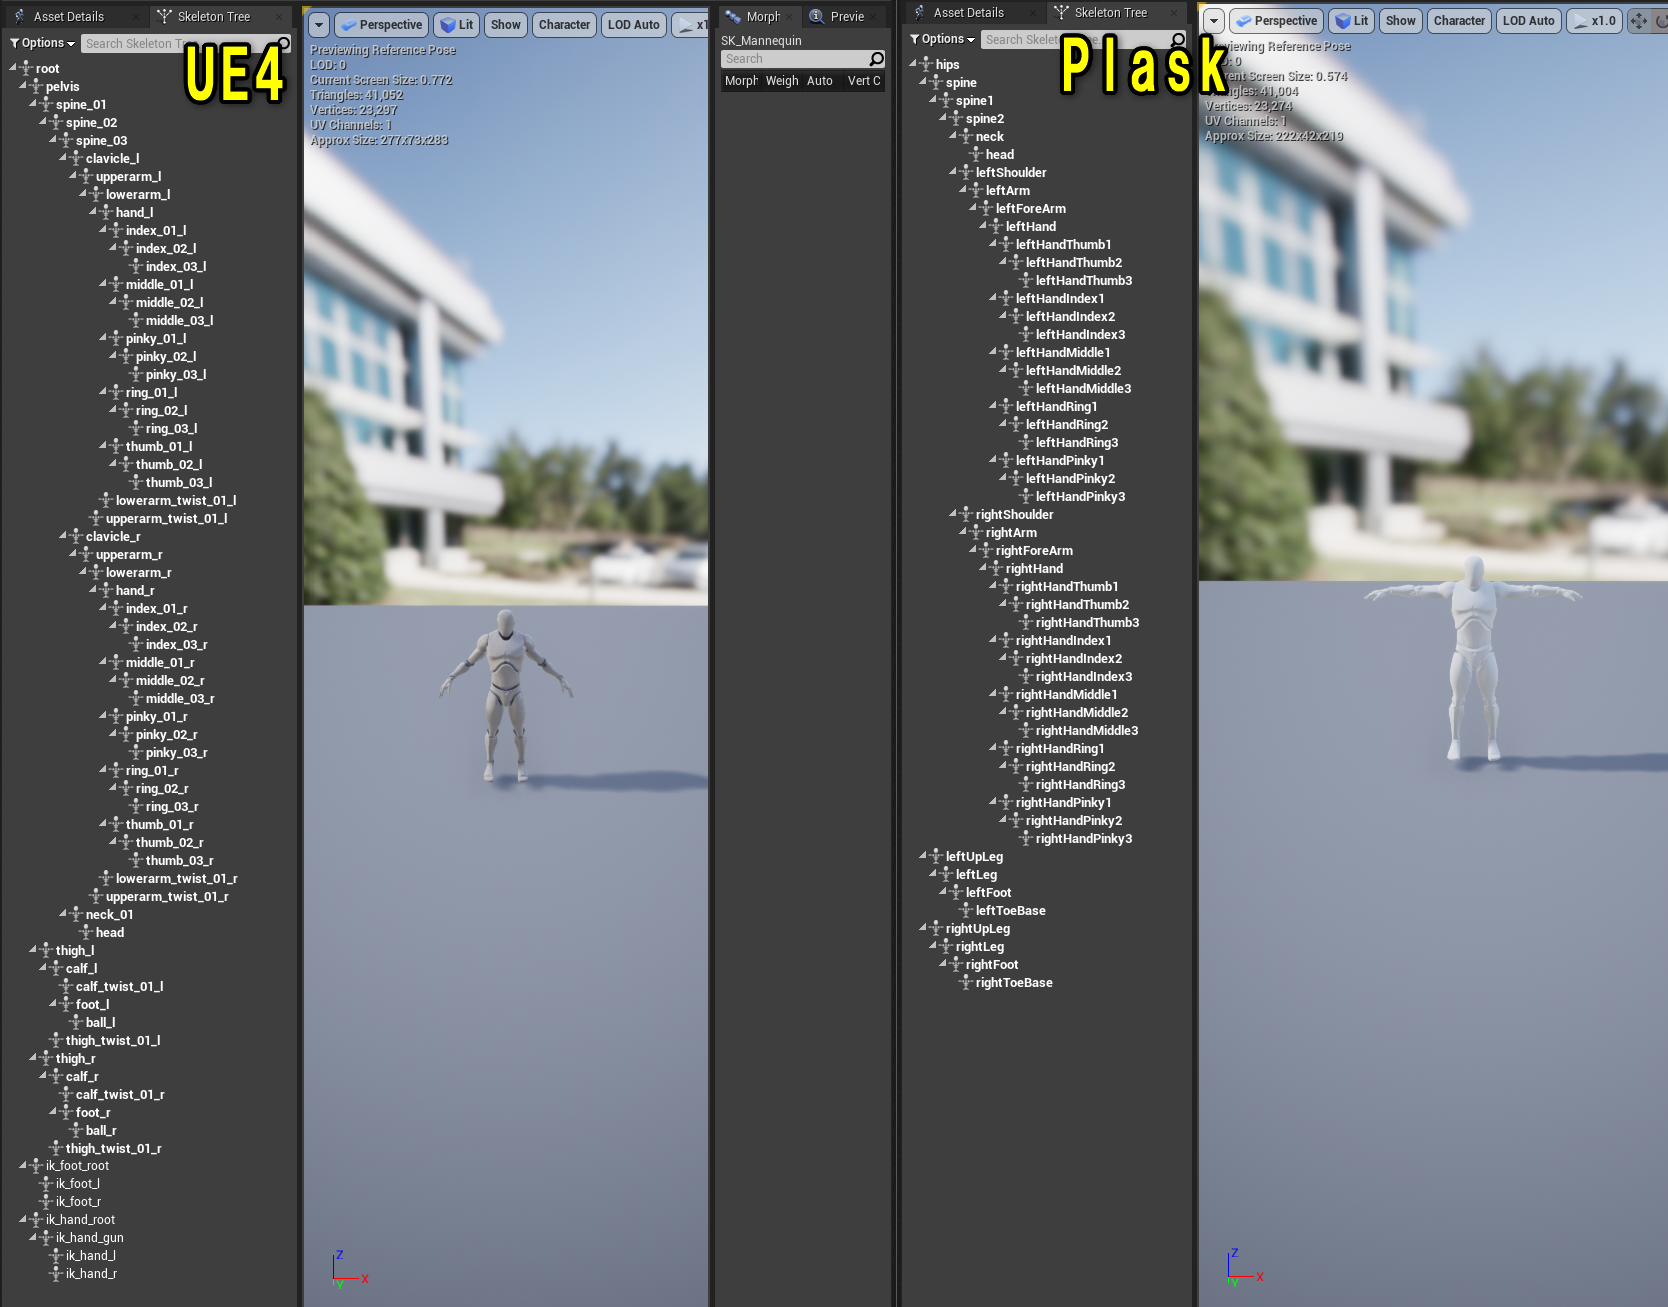 Asset Details
Skeleton Tree
Options
Search Skeleton
UE4
root
pelvis
spine_01
spine_02
spine_03
clavicle_l
upperarm_l
lowerarm_l
hand_l
index_01_l
index_02_l
index_03_l
middle_01_l
middle_02_l
middle_03_l
pinky_01_l
pinky_02_l
pinky_03_l
ring_01_l
ring_02_l
ring_03_l
thumb_01_l
thumb_02_l
thumb_03_l
lowerarm_twist_01_l
upperarm_twist_01_l
clavicle_r
upperarm_r
lowerarm_r
hand_r
index_01_r
index_02_r
index_03_r
middle_01_r
middle_02_r
middle_03_r
pinky_01_r
pinky_02_r
pinky_03_r
ring_01_r
ring_02_r
ring_03_r
thumb_01_r
thumb_02_r
thumb_03_r
lowerarm_twist_01_r
upperarm_twist_01_r
neck_01
head
thigh_l
calf_l
calf_twist_01_l
foot_l
ball_l
thigh_twist_01_l
thigh_r
calf_r
calf_twist_01_r
foot_r
ball_r
thigh_twist_01_r
ik_foot_root
ik_foot_l
ik_foot_r
ik_hand_root
ik_hand_gun
ik_hand_l
ik_hand_r
Perspective Lit Show Character LOD Auto x1
Previewing Reference Pose
LOD: 0
Current Screen Size: 0.772
Triangles: 41,052
Vertices: 23,297
UV Channels: 1
Approx Size: 277x73x283
Z
X
Y
Morph Previe
SK_Mannequin
Search
Morph Weigh Auto Vert C
Asset Details
Skeleton Tree
Options
Search Skelet
Plask
hips
spine
spine1
spine2
neck
head
leftShoulder
leftArm
leftForeArm
leftHand
leftHandThumb1
leftHandThumb2
leftHandThumb3
leftHandIndex1
leftHandIndex2
leftHandIndex3
leftHandMiddle1
leftHandMiddle2
leftHandMiddle3
leftHandRing1
leftHandRing2
leftHandRing3
leftHandPinky1
leftHandPinky2
leftHandPinky3
rightShoulder
rightArm
rightForeArm
rightHand
rightHandThumb1
rightHandThumb2
rightHandThumb3
rightHandIndex1
rightHandIndex2
rightHandIndex3
rightHandMiddle1
rightHandMiddle2
rightHandMiddle3
rightHandRing1
rightHandRing2
rightHandRing3
rightHandPinky1
rightHandPinky2
rightHandPinky3
leftUpLeg
leftLeg
leftFoot
leftToeBase
rightUpLeg
rightLeg
rightFoot
rightToeBase
Perspective Lit Show Character LOD Auto x1.0
viewing Reference Pose
: 0
rent Screen Size: 0.574
Triangles: 41,004
Vertices: 23,274
UV Channels: 1
Approx Size: 222x42x219
Z
X
Y